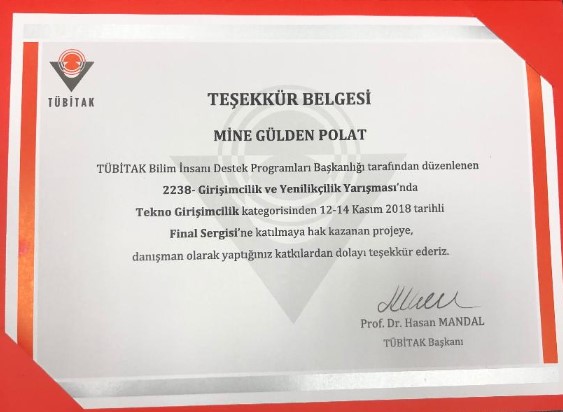 TÜBİTAK
TEŞEKKÜR BELGESİ
MİNE GÜLDEN POLAT
TÜBİTAK Bilim İnsanı Destek Programları Başkanlığı tarafından düzenlenen
2238- Girişimcilik ve Yenilikçilik Yarışması'nda
Tekno Girişimcilik kategorisinden 12-14 Kasım 2018 tarihli
Final Sergisi'ne katılmaya hak kazanan projeye,
danışman olarak yaptığınız katkılardan dolayı teşekkür ederiz.
Prof. Dr. Hasan MANDAL
TÜBİTAK Başkanı